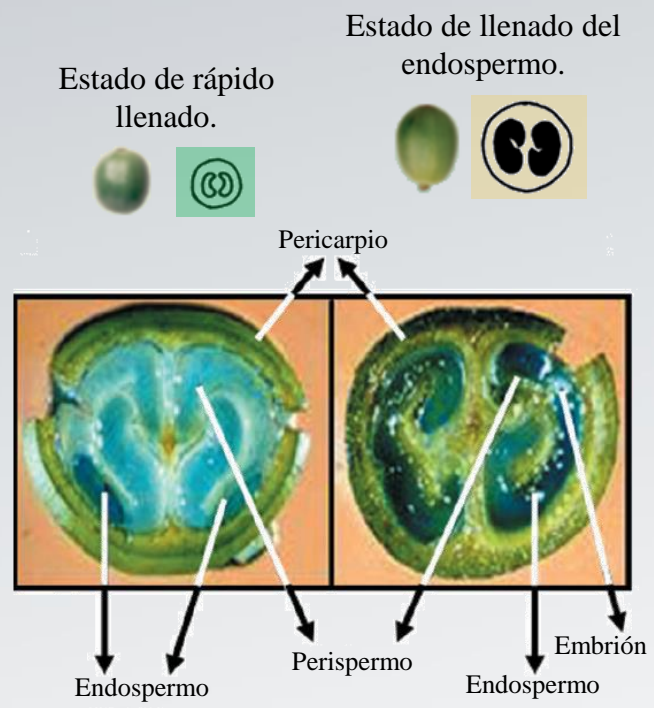 Estado de rápido
llenado.
Estado de llenado del
endospermo.
Pericarpio
Endospermo
Perispermo
Endospermo
Embrión